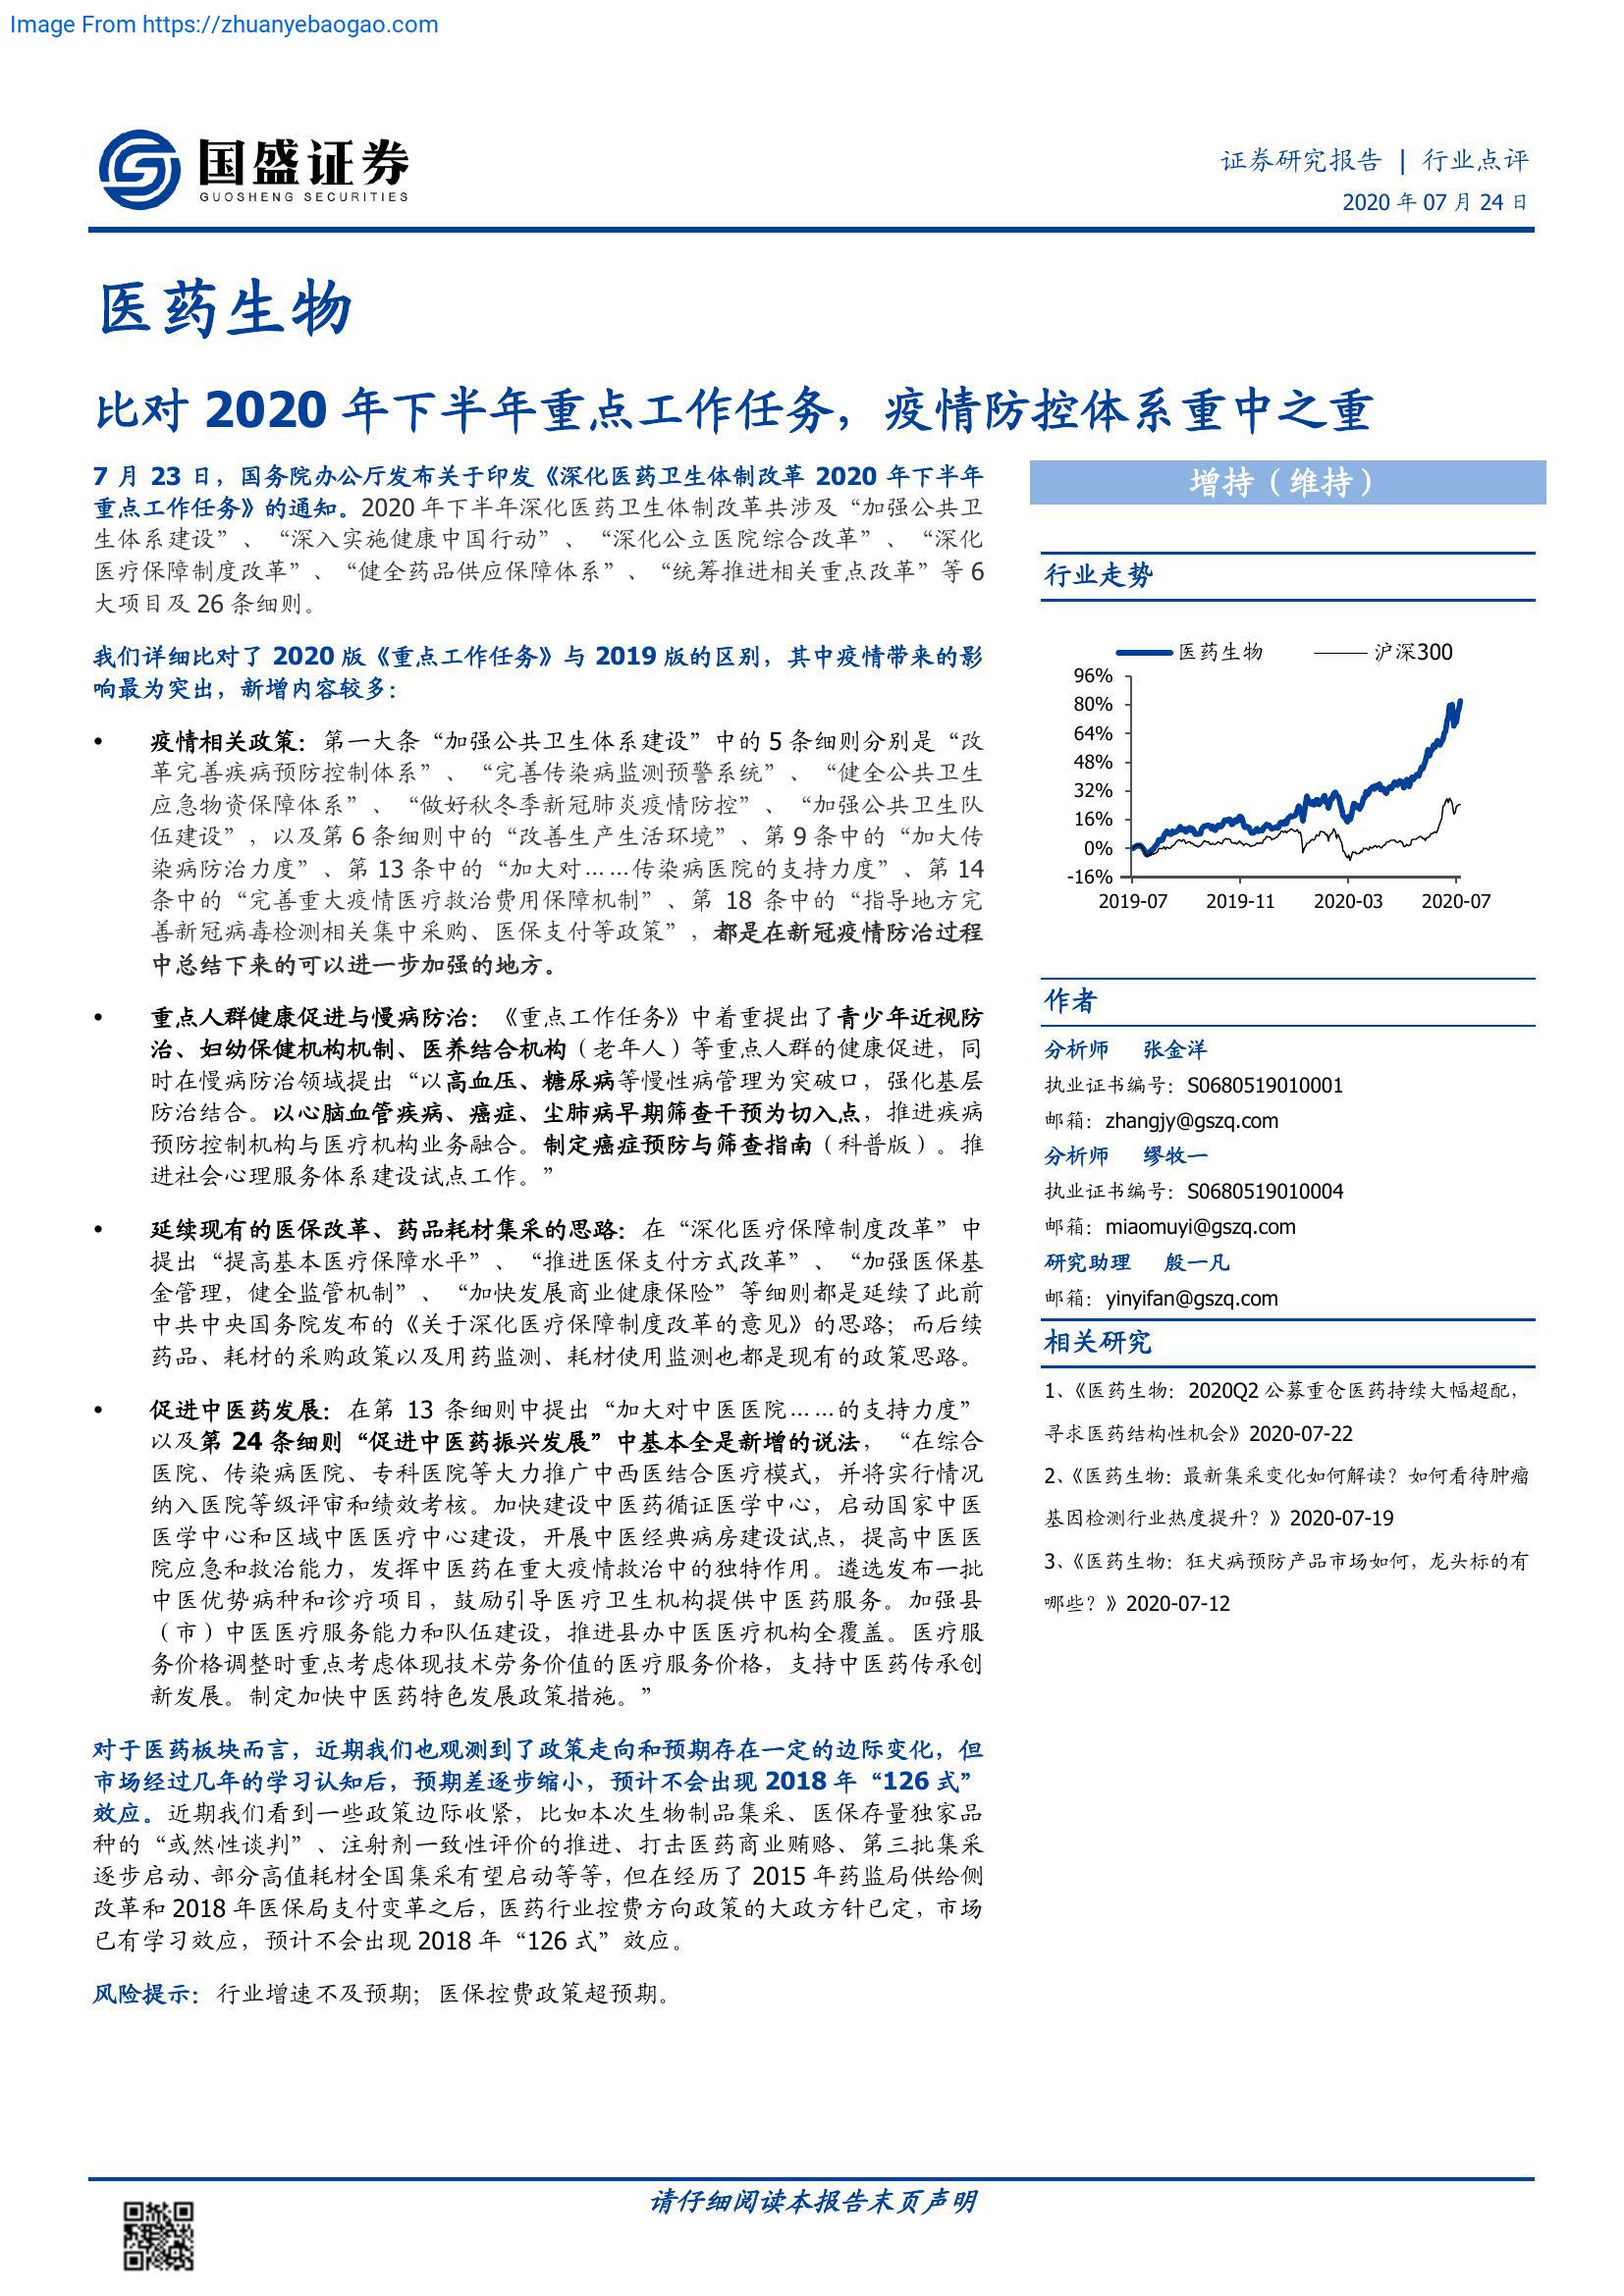 Image From https://zhuanyebaogao.com
国盛证券
GUOSHENG SECURITIES
证券研究报告 | 行业点评
2020 年 07 月 24 日
医药生物
比对 2020 年下半年重点工作任务，疫情防控体系重中之重
7 月 23 日，国务院办公厅发布关于印发《深化医药卫生体制改革 2020 年下半年
重点工作任务》的通知。2020 年下半年深化医药卫生体制改革共涉及“加强公共卫
生体系建设”、“深入实施健康中国行动”、“深化公立医院综合改革”、“深化
医疗保障制度改革”、“健全药品供应保障体系”、“统筹推进相关重点改革”等 6
大项目及 26 条细则。
我们详细比对了 2020 版《重点工作任务》与 2019 版的区别，其中疫情带来的影
响最为突出，新增内容较多：
• 疫情相关政策：第一大条“加强公共卫生体系建设”中的 5 条细则分别是“改
革完善疾病预防控制体系”、“完善传染病监测预警系统”、“健全公共卫生
应急物资保障体系”、“做好秋冬季新冠肺炎疫情防控”、“加强公共卫生队
伍建设”，以及第 6 条细则中的“改善生产生活环境”、第 9 条中的“加大传
染病防治力度”、第 13 条中的“加大对……传染病医院的支持力度”、第 14
条中的“完善重大疫情医疗救治费用保障机制”、第 18 条中的“指导地方完
善新冠病毒检测相关集中采购、医保支付等政策”，都是在新冠疫情防治过程
中总结下来的可以进一步加强的地方。
• 重点人群健康促进与慢病防治：《重点工作任务》中着重提出了青少年近视防
治、妇幼保健机构机制、医养结合机构（老年人）等重点人群的健康促进，同
时在慢病防治领域提出“以高血压、糖尿病等慢性病管理为突破口，强化基层
防治结合。以心脑血管疾病、癌症、尘肺病早期筛查干预为切入点，推进疾病
预防控制机构与医疗机构业务融合。制定癌症预防与筛查指南（科普版）。推
进社会心理服务体系建设试点工作。”
• 延续现有的医保改革、药品耗材集采的思路：在“深化医疗保障制度改革”中
提出“提高基本医疗保障水平”、“推进医保支付方式改革”、“加强医保基
金管理，健全监管机制”、“加快发展商业健康保险”等细则都是延续了此前
中共中央国务院发布的《关于深化医疗保障制度改革的意见》的思路；而后续
药品、耗材的采购政策以及用药监测、耗材使用监测也都是现有的政策思路。
• 促进中医药发展：在第 13 条细则中提出“加大对中医医院……的支持力度”
以及第 24 条细则“促进中医药振兴发展”中基本全是新增的说法，“在综合
医院、传染病医院、专科医院等大力推广中西医结合医疗模式，并将实行情况
纳入医院等级评审和绩效考核。加快建设中医药循证医学中心，启动国家中医
医学中心和区域中医医疗中心建设，开展中医经典病房建设试点，提高中医医
院应急和救治能力，发挥中医药在重大疫情救治中的独特作用。遴选发布一批
中医优势病种和诊疗项目，鼓励引导医疗卫生机构提供中医药服务。加强县
（市）中医医疗服务能力和队伍建设，推进县办中医医疗机构全覆盖。医疗服
务价格调整时重点考虑体现技术劳务价值的医疗服务价格，支持中医药传承创
新发展。制定加快中医药特色发展政策措施。”
对于医药板块而言，近期我们也观测到了政策走向和预期存在一定的边际变化，但
市场经过几年的学习认知后，预期差逐步缩小，预计不会出现 2018 年“126 式”
效应。近期我们看到一些政策边际收紧，比如本次生物制品集采、医保存量独家品
种的“或然性谈判”、注射剂一致性评价的推进、打击医药商业贿赂、第三批集采
逐步启动、部分高值耗材全国集采有望启动等等，但在经历了 2015 年药监局供给侧
改革和 2018 年医保局支付变革之后，医药行业控费方向政策的大政方针已定，市场
已有学习效应，预计不会出现 2018 年“126 式”效应。
风险提示：行业增速不及预期；医保控费政策超预期。
增持（维持）
行业走势
医药生物 沪深300
96%
80%
64%
48%
32%
16%
0%
-16%
2019-07 2019-11 2020-03 2020-07
作者
分析师 张金洋
执业证书编号：S0680519010001
邮箱：zhangjy@gszq.com
分析师 缪牧一
执业证书编号：S0680519010004
邮箱：miaomuyi@gszq.com
研究助理 殷一凡
邮箱：yinyifan@gszq.com
相关研究
1、《医药生物：2020Q2 公募重仓医药持续大幅超配，
寻求医药结构性机会》2020-07-22
2、《医药生物：最新集采变化如何解读？如何看待肿瘤
基因检测行业热度提升？》2020-07-19
3、《医药生物：狂犬病预防产品市场如何，龙头标的有
哪些？》2020-07-12
请仔细阅读本报告末页声明